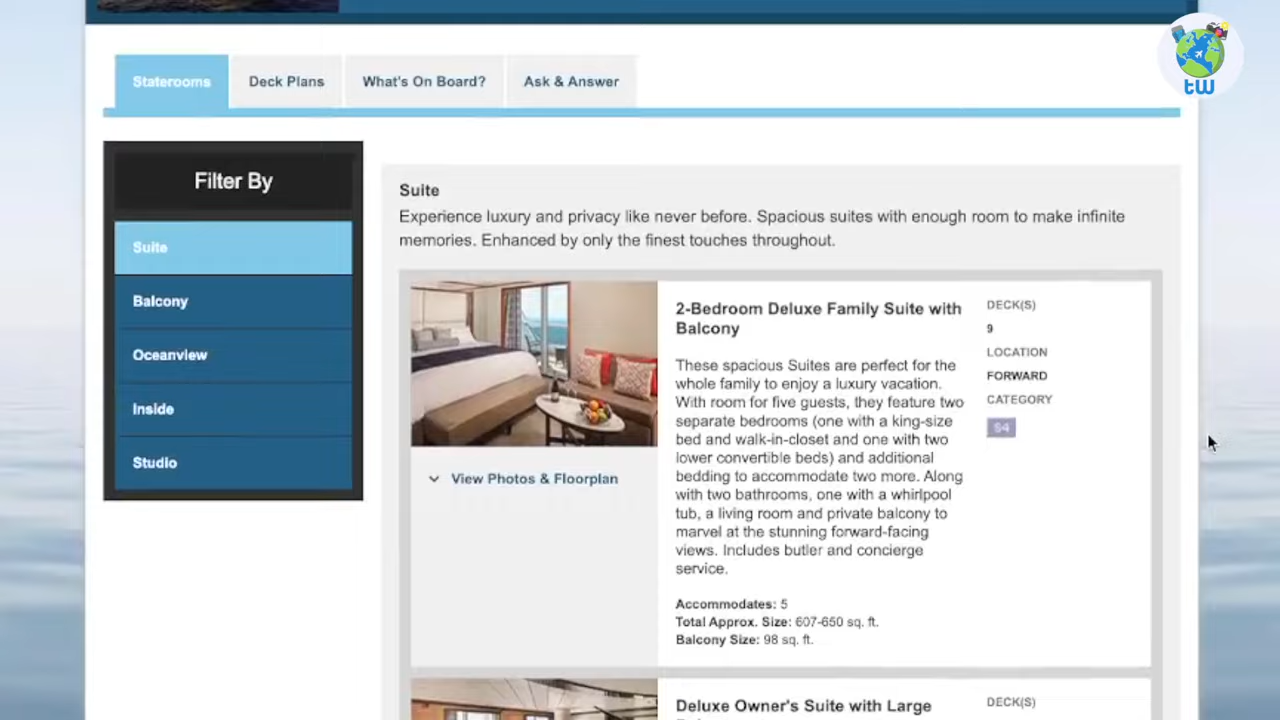 tw
Staterooms
Deck Plans
What's On Board?
Ask & Answer
Filter By
Suite
Balcony
Oceanview
Inside
Studio
Suite
Experience luxury and privacy like never before. Spacious suites with enough room to make infinite
memories. Enhanced by only the finest touches throughout.
2-Bedroom Deluxe Family Suite with
Balcony
These spacious Suites are perfect for the
whole family to enjoy a luxury vacation.
With room for five guests, they feature two
separate bedrooms (one with a king-size
bed and walk-in-closet and one with two
lower convertible beds) and additional
bedding to accommodate two more. Along
with two bathrooms, one with a whirlpool
tub, a living room and private balcony to
marvel at the stunning forward-facing
views. Includes butler and concierge
service.
Accommodates: 5
Total Approx. Size: 607-650 sq. ft.
Balcony Size: 98 sq. ft.
DECK(S)
9
LOCATION
FORWARD
CATEGORY
S4
View Photos & Floorplan
Deluxe Owner's Suite with Large
DECK(S)